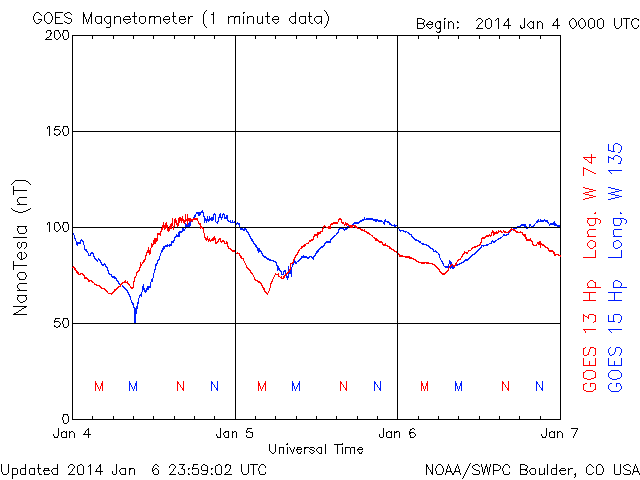 GOES Magnetometer (1 minute data)
Begin: 2014 Jan 4 0000 UTC
200
150
100
50
0
NanoTesla (nT)
M M N N M M N N M M N N
Jan 4 Jan 5 Jan 6 Jan 7
Universal Time
GOES 13 Hp Long. W 74
GOES 15 Hp Long. W 135
Updated 2014 Jan 6 23:59:02 UTC
NOAA/SWPC Boulder, CO USA